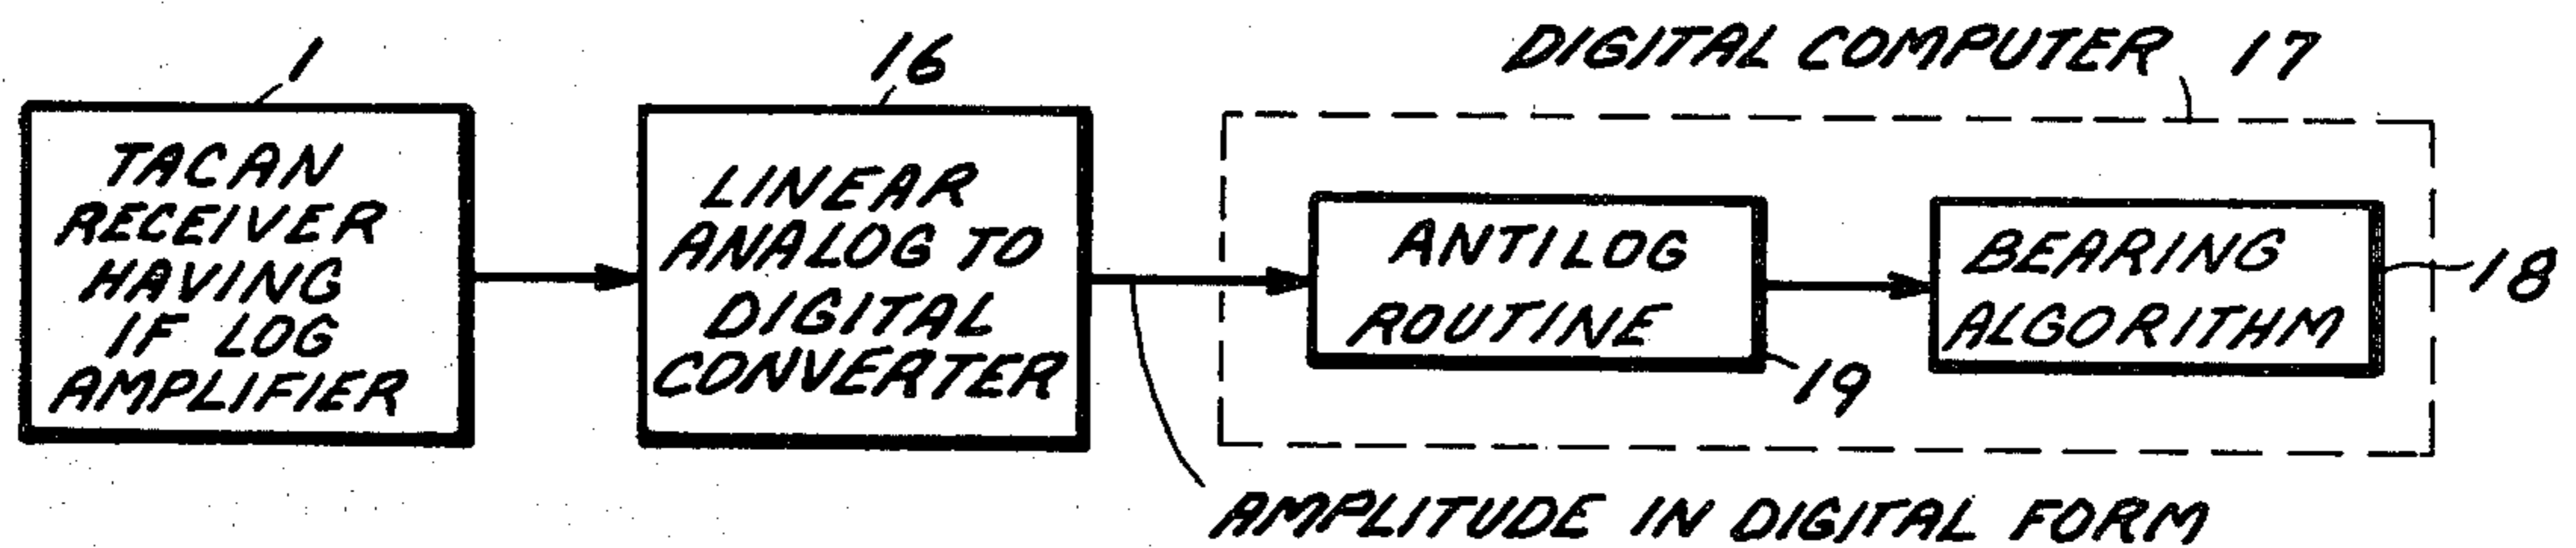 1
TACAN
RECEIVER
HAVING
IF LOG
AMPLIFIER
16
LINEAR
ANALOG TO
DIGITAL
CONVERTER
DIGITAL COMPUTER 17
ANTILOG
ROUTINE
19
BEARING
ALGORITHM
18
AMPLITUDE IN DIGITAL FORM